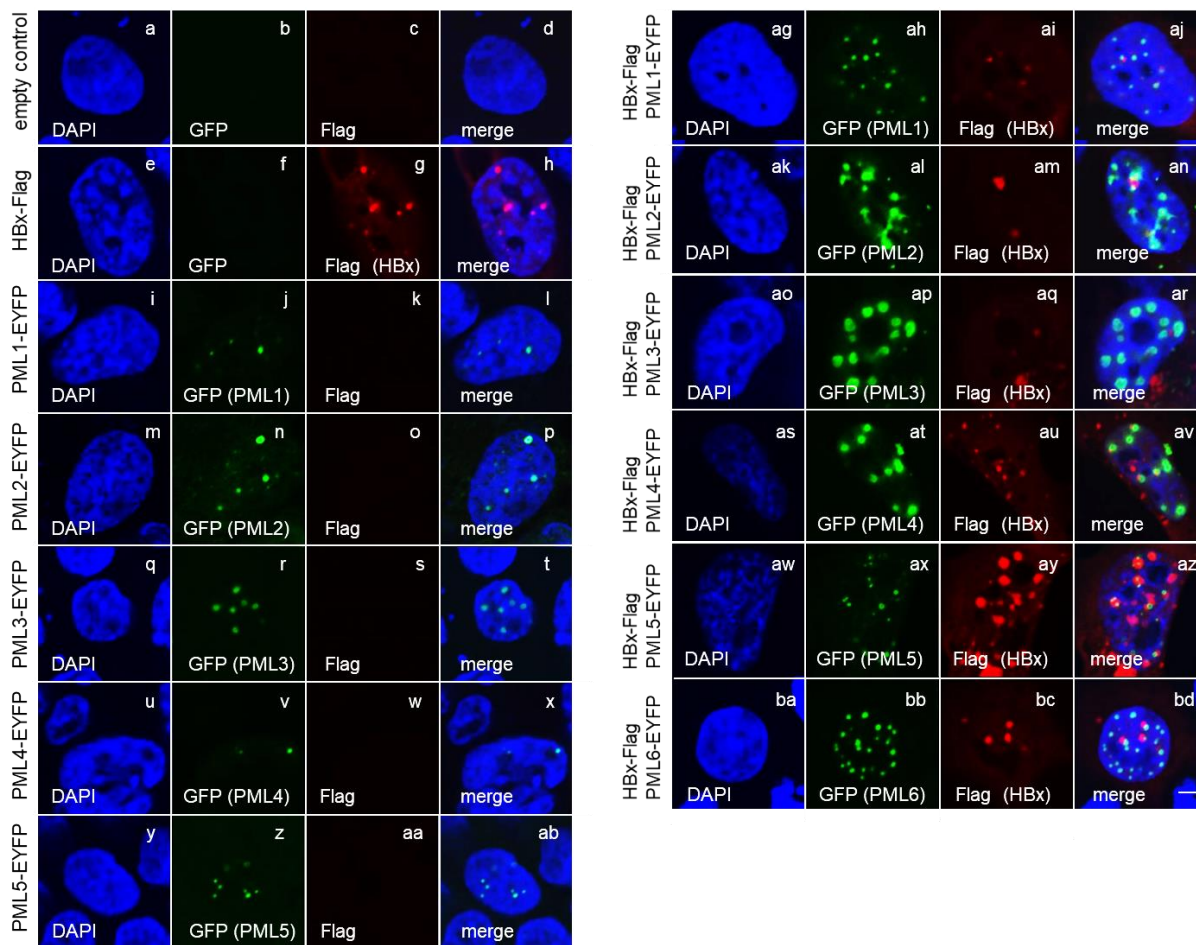 empty control
a
b
c
d
DAPI
GFP
Flag
merge
HBx-Flag
e
f
g
h
DAPI
GFP
Flag (HBx)
merge
PML1-EYFP
i
j
k
l
DAPI
GFP (PML1)
Flag
merge
PML2-EYFP
m
n
o
p
DAPI
GFP (PML2)
Flag
merge
PML3-EYFP
q
r
s
t
DAPI
GFP (PML3)
Flag
merge
PML4-EYFP
u
v
w
x
DAPI
GFP (PML4)
Flag
merge
PML5-EYFP
y
z
aa
ab
DAPI
GFP (PML5)
Flag
merge
HBx-Flag
PML1-EYFP
ag
ah
ai
aj
DAPI
GFP (PML1)
Flag (HBx)
merge
HBx-Flag
PML2-EYFP
ak
al
am
an
DAPI
GFP (PML2)
Flag (HBx)
merge
HBx-Flag
PML3-EYFP
ao
ap
aq
ar
DAPI
GFP (PML3)
Flag (HBx)
merge
HBx-Flag
PML4-EYFP
as
at
au
av
DAPI
GFP (PML4)
Flag (HBx)
merge
HBx-Flag
PML5-EYFP
aw
ax
ay
az
DAPI
GFP (PML5)
Flag (HBx)
merge
HBx-Flag
PML6-EYFP
ba
bb
bc
bd
DAPI
GFP (PML6)
Flag (HBx)
merge